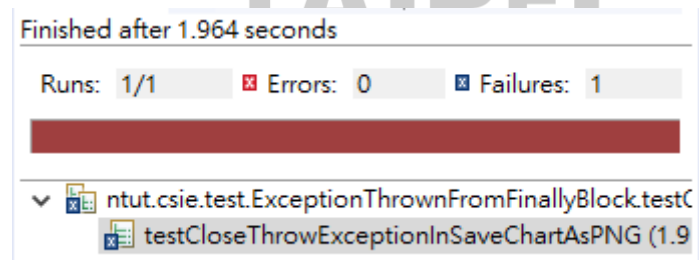 Finished after 1.964 seconds
Runs: 1/1 Errors: 0 Failures: 1
ntut.csie.test.ExceptionThrownFromFinallyBlock.testC
testCloseThrowExceptionInSaveChartAsPNG (1.9